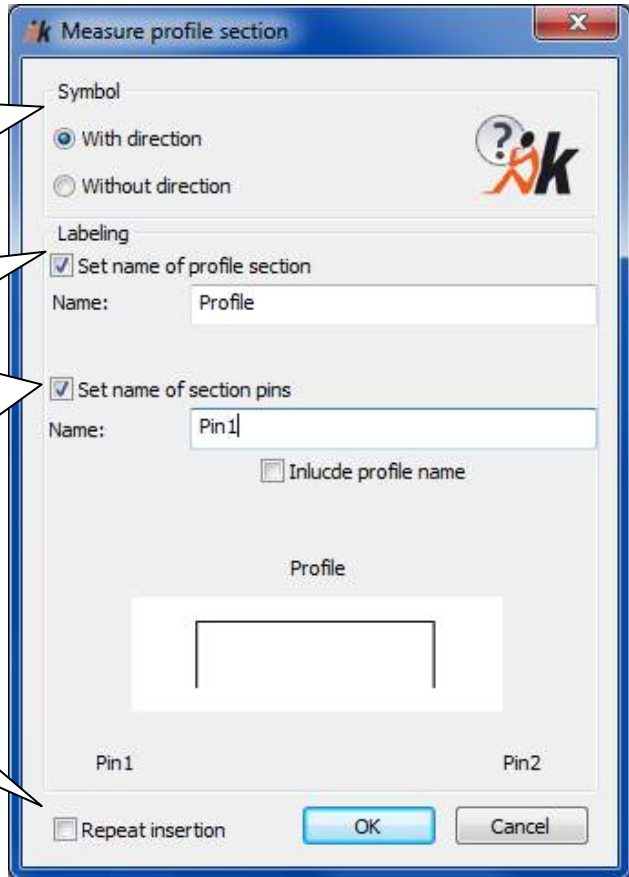 Measure profile section
Symbol
With direction
Without direction
?
k
Labeling
Set name of profile section
Name: Profile
Set name of section pins
Name: Pin1
Inlucde profile name
Profile
Pin1 Pin2
Repeat insertion OK Cancel